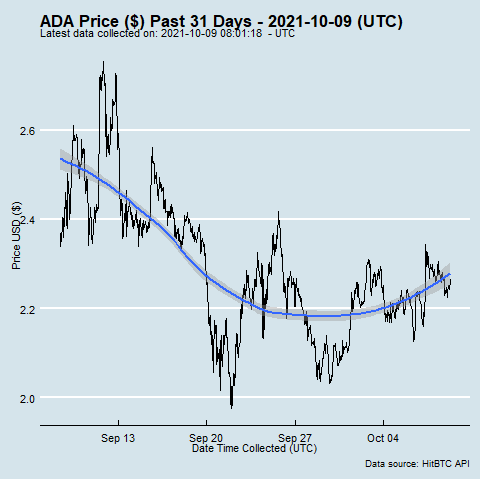 ADA Price ($) Past 31 Days - 2021-10-09 (UTC)
Latest data collected on: 2021-10-09 08:01:18  - UTC
2.6
2.4
2.2
2.0
Price USD ($)
Sep 13
Sep 20
Sep 27
Oct 04
Date Time Collected (UTC)
Data source: HitBTC API